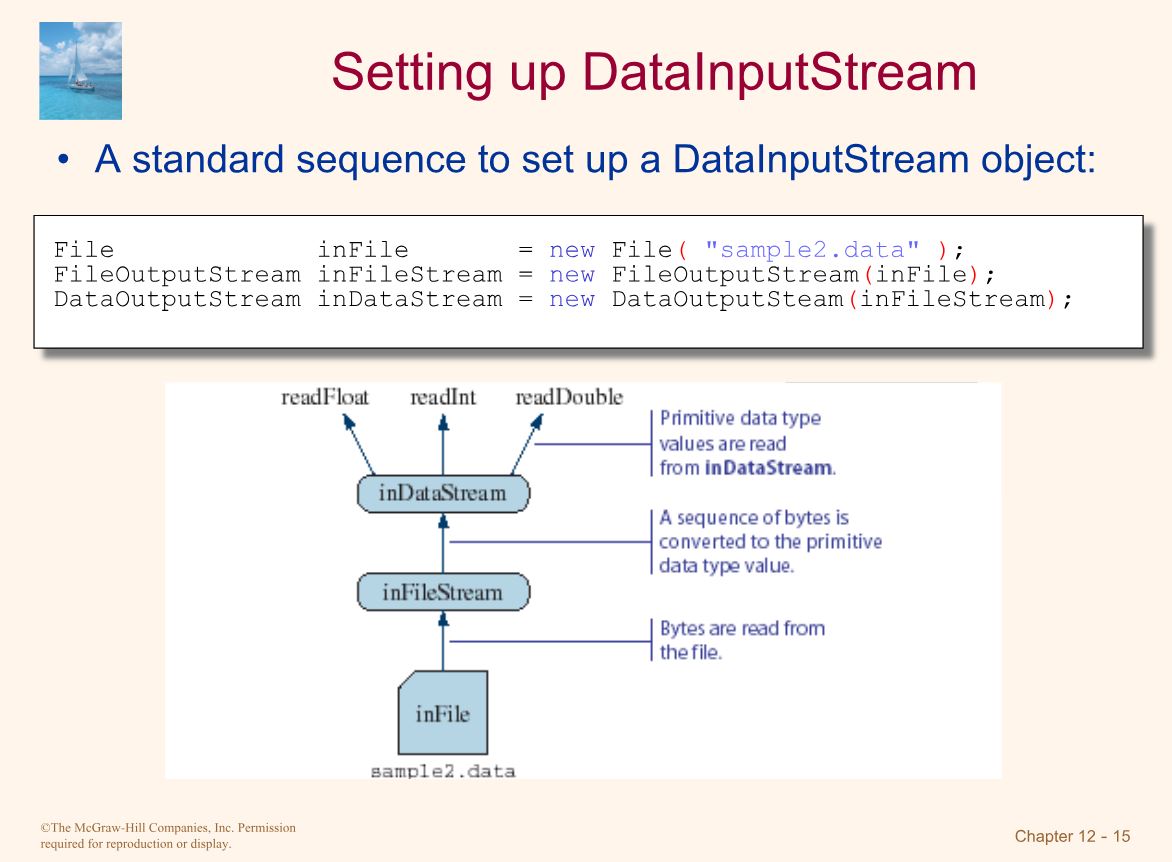 Setting up DataInputStream
• A standard sequence to set up a DataInputStream object:
File inFile = new File( "sample2.data" );
FileOutputStream inFileStream = new FileOutputStream(inFile);
DataOutputStream inDataStream = new DataOutputSteam(inFileStream);
readFloat readInt readDouble
Primitive data type
values are read
from inDataStream.
inDataStream
A sequence of bytes is
converted to the primitive
data type value.
inFileStream
Bytes are read from
the file.
inFile
sample2.data
©The McGraw-Hill Companies, Inc. Permission
required for reproduction or display.
Chapter 12 - 15